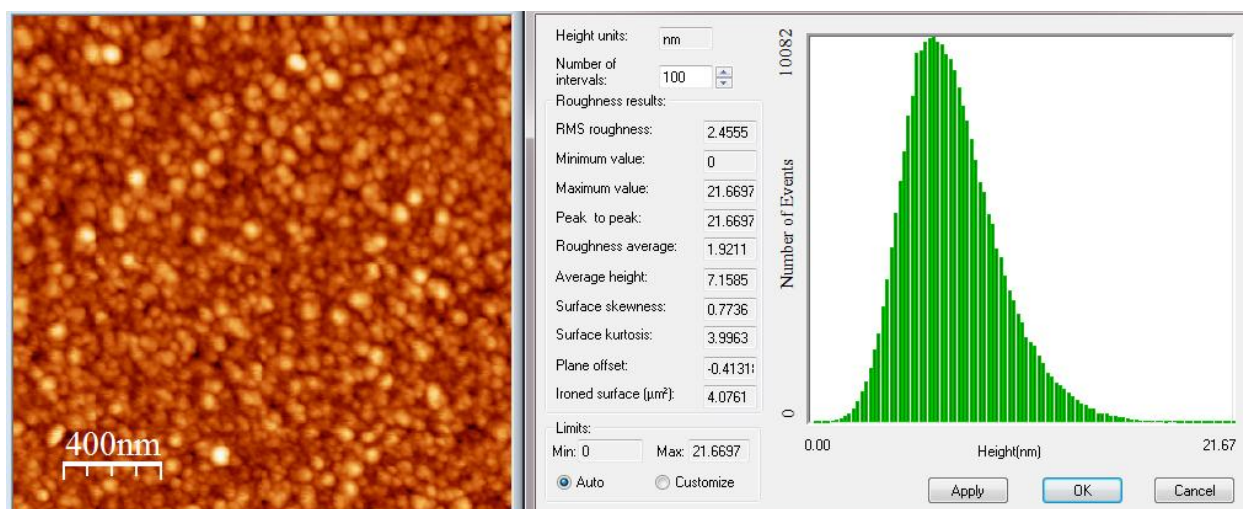 400nm
Height units: nm
Number of
intervals: 100
Roughness results:
RMS roughness: 2.4555
Minimum value: 0
Maximum value: 21.6697
Peak to peak: 21.6697
Roughness average: 1.9211
Average height: 7.1585
Surface skewness: 0.7736
Surface kurtosis: 3.9963
Plane offset: -0.4131
Ironed surface (µm²): 4.0761
Limits:
Min: 0 Max: 21.6697
Auto Customize
10082
Number of Events
0
0.00 Height(nm) 21.67
Apply OK Cancel